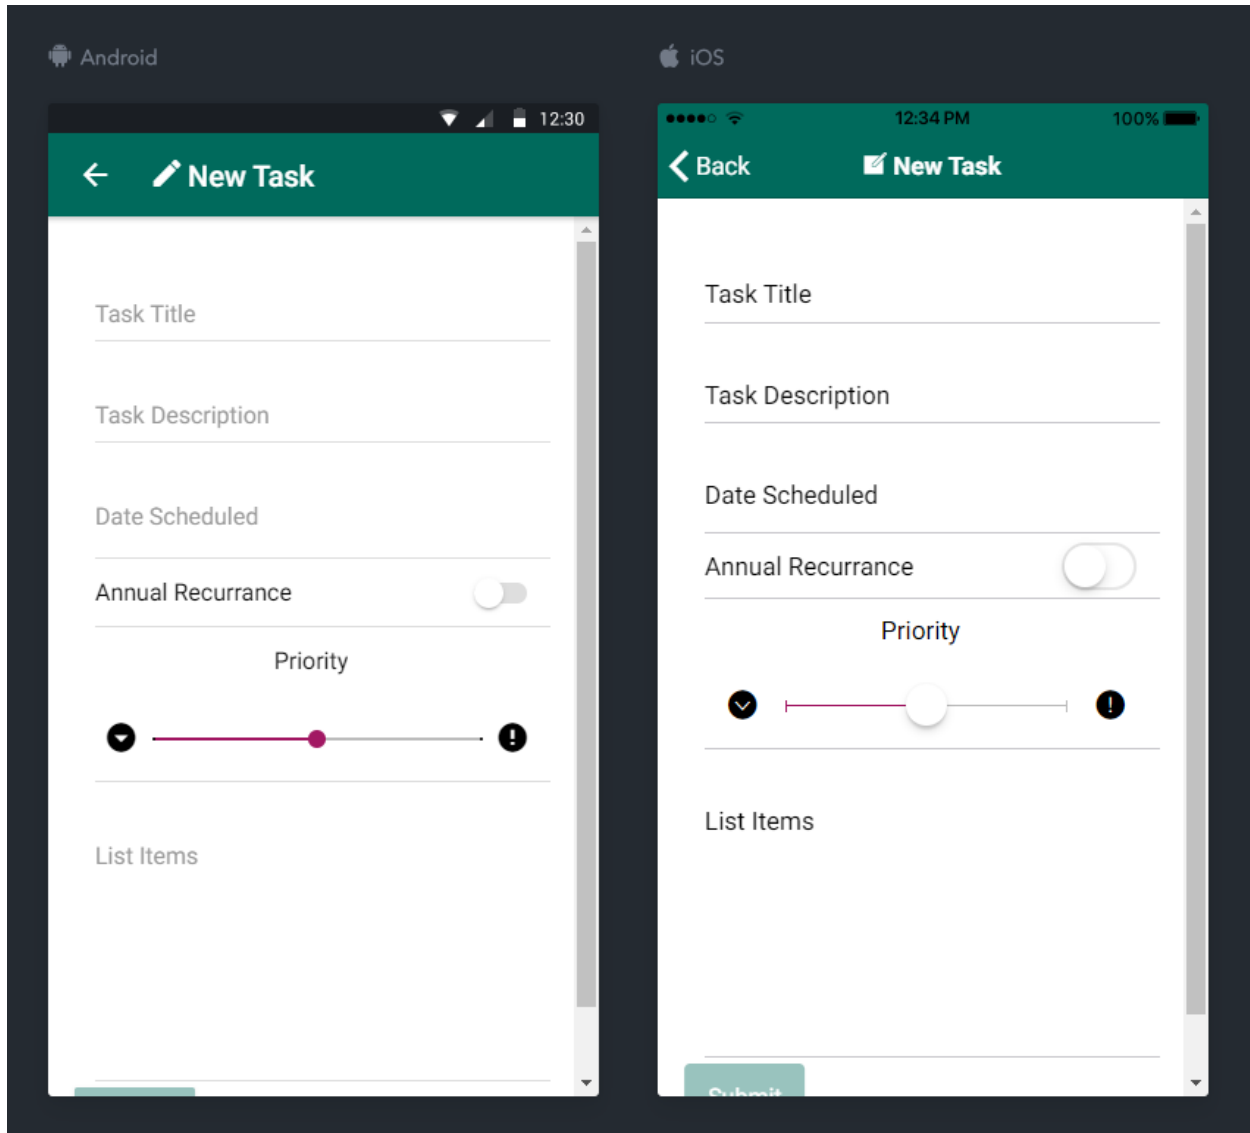 Android
12:30
New Task
Task Title
Task Description
Date Scheduled
Annual Recurrance
Priority
List Items
iOS
12:34 PM 100%
Back New Task
Task Title
Task Description
Date Scheduled
Annual Recurrance
Priority
List Items
Submit